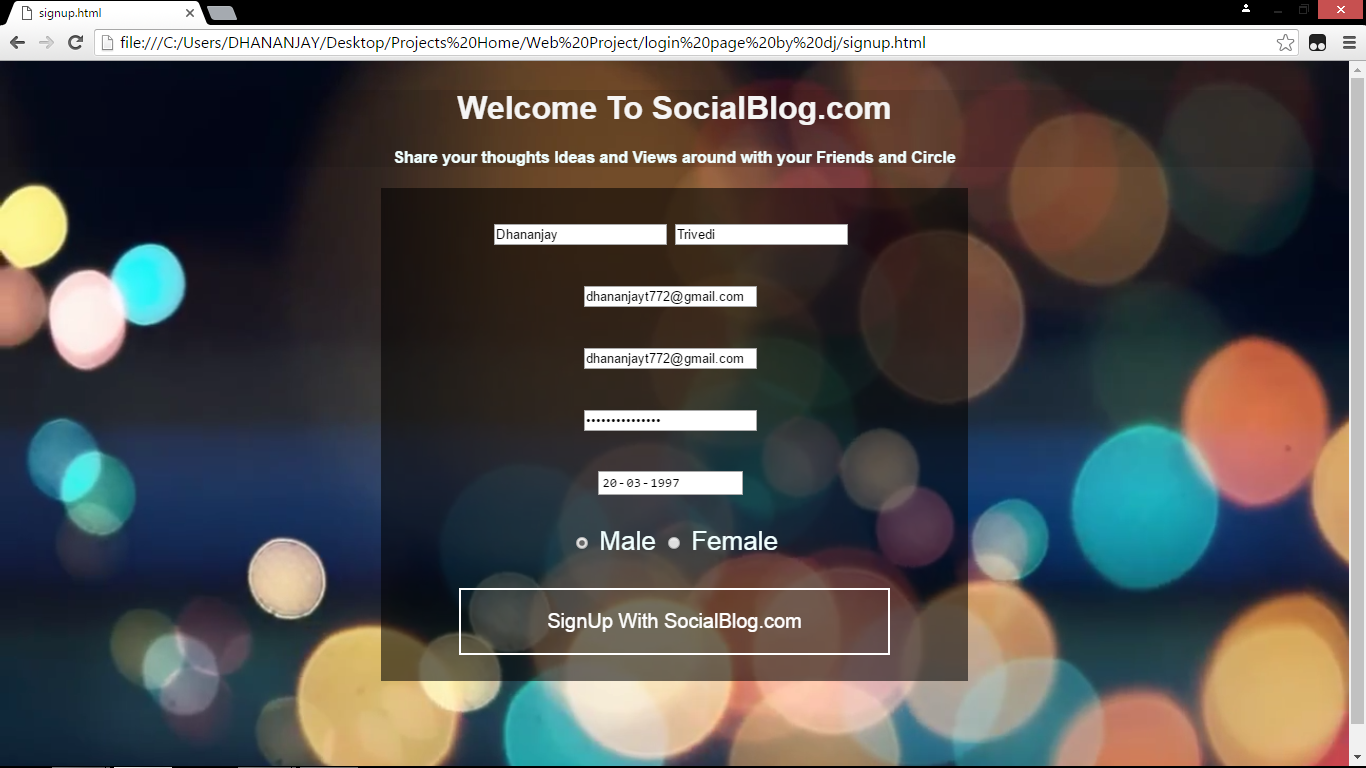 signup.html
file:///C:/Users/DHANANJAY/Desktop/Projects%20Home/Web%20Project/login%20page%20by%20dj/signup.html
Welcome To SocialBlog.com
Share your thoughts Ideas and Views around with your Friends and Circle
Dhananjay Trivedi
dhananjayt772@gmail.com
dhananjayt772@gmail.com
•••••••••••••••
20-03-1997
Male Female
SignUp With SocialBlog.com